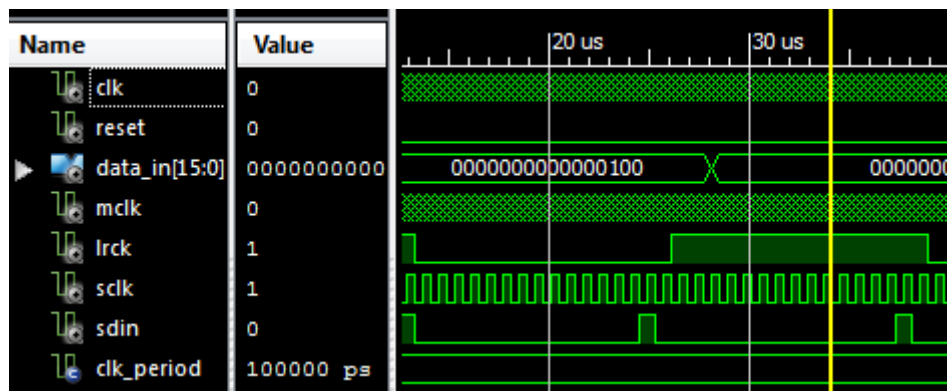 Name Value 20 us 30 us
clk 0
reset 0
data_in[15:0] 0000000000 0000000000000100 0000000
mclk 0
lrck 1
sclk 1
sdin 0
clk_period 100000 ps